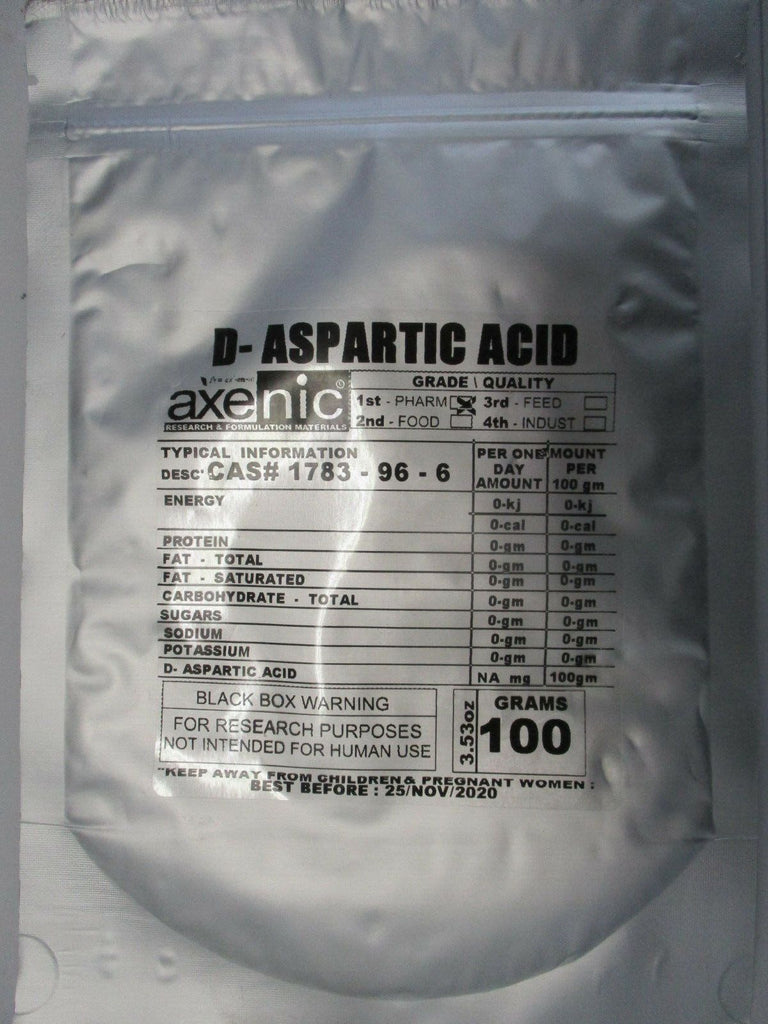 D- ASPARTIC ACID
axenic
RESEARCH & FORMULATION MATERIALS
GRADE \ QUALITY
1st - PHARM 3rd - FEED
2nd - FOOD 4th - INDUST
TYPICAL INFORMATION
DESC' CAS# 1783 - 96 - 6
PER ONE DAY AMOUNT
MOUNT PER 100 gm
ENERGY 0-kj 0-kj
0-cal 0-cal
PROTEIN 0-gm 0-gm
FAT - TOTAL 0-gm 0-gm
FAT - SATURATED 0-gm 0-gm
CARBOHYDRATE - TOTAL 0-gm 0-gm
SUGARS 0-gm 0-gm
SODIUM 0-gm 0-gm
POTASSIUM 0-gm 0-gm
D- ASPARTIC ACID NA mg 100gm
BLACK BOX WARNING
FOR RESEARCH PURPOSES
NOT INTENDED FOR HUMAN USE
3.53oz
GRAMS
100
"KEEP AWAY FROM CHILDREN & PREGNANT WOMEN :
BEST BEFORE : 25/NOV/2020